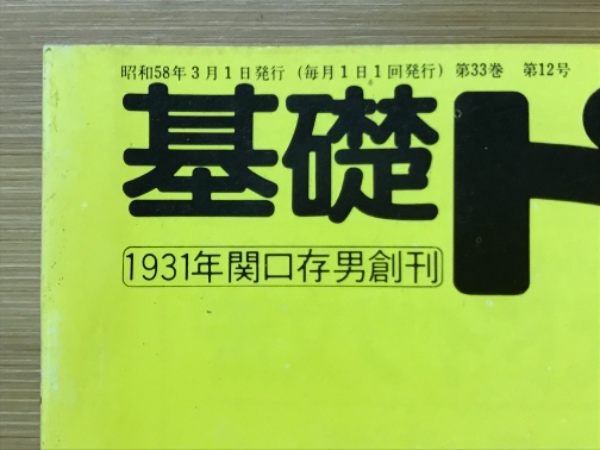 昭和58年3月1日発行 (毎月1日1回発行) 第33巻 第12号
基礎ド
1931年関口存男創刊